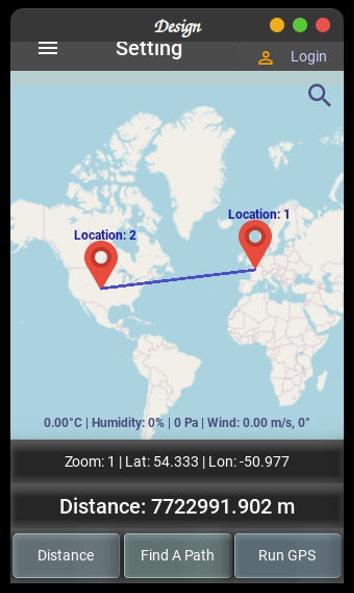 Design
Setting
Login
Location: 1
Location: 2
0.00°C | Humidity: 0% | 0 Pa | Wind: 0.00 m/s, 0°
Zoom: 1 | Lat: 54.333 | Lon: -50.977
Distance: 7722991.902 m
Distance Find A Path Run GPS